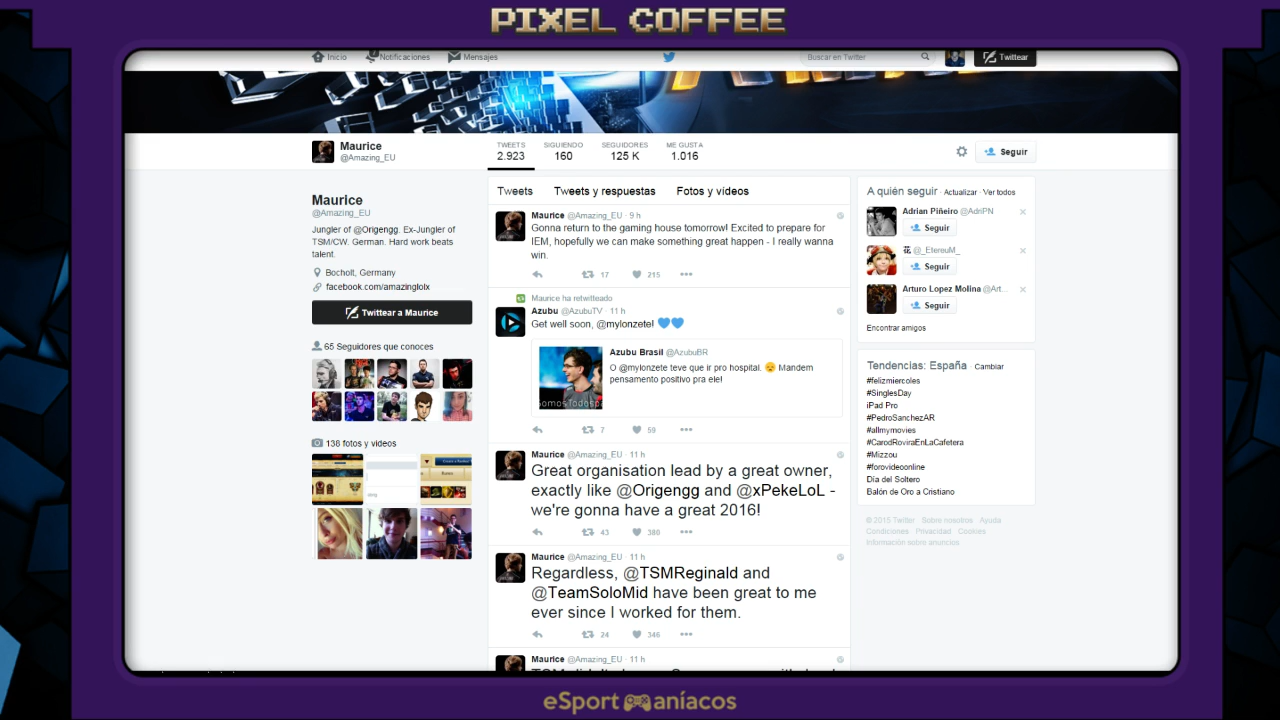 PIXEL COFFEE
Inicio
Notificaciones
Mensajes
Buscar en Twitter
Twittear
Maurice
@Amazing_EU
TWEETS
2.923
SIGUIENDO
160
SEGUIDORES
125 K
ME GUSTA
1.016
Seguir
Maurice
@Amazing_EU
Jungler of @Origengg. Ex-Jungler of
TSM/CW. German. Hard work beats
talent.
Bocholt, Germany
facebook.com/amazinglolx
Twittear a Maurice
65 Seguidores que conoces
138 fotos y vídeos
Tweets
Tweets y respuestas
Fotos y vídeos
Maurice @Amazing_EU · 9 h
Gonna return to the gaming house tomorrow! Excited to prepare for
IEM, hopefully we can make something great happen - I really wanna
win.
17
215
Maurice ha retwitteado
Azubu @AzubuTV · 11 h
Get well soon, @mylonzete!
Azubu Brasil @AzubuBR
O @mylonzete teve que ir pro hospital. Mandem
pensamento positivo pra ele!
7
59
Maurice @Amazing_EU · 11 h
Great organisation lead by a great owner,
exactly like @Origengg and @xPekeLoL -
we're gonna have a great 2016!
43
380
Maurice @Amazing_EU · 11 h
Regardless, @TSMReginald and
@TeamSoloMid have been great to me
ever since I worked for them.
24
346
Maurice @Amazing_EU · 11 h
A quién seguir · Actualizar · Ver todos
Adrian Piñeiro @AdriPN
Seguir
花 @_EtereuM_
Seguir
Arturo Lopez Molina @Art...
Seguir
Encontrar amigos
Tendencias: España · Cambiar
#felizmiercoles
#SinglesDay
iPad Pro
#PedroSanchezAR
#allmymovies
#CarodRoviraEnLaCafetera
#Mizzou
#forovideonline
Día del Soltero
Balón de Oro a Cristiano
© 2015 Twitter Sobre nosotros Ayuda
Condiciones Privacidad Cookies
Información sobre anuncios
eSportmaníacos